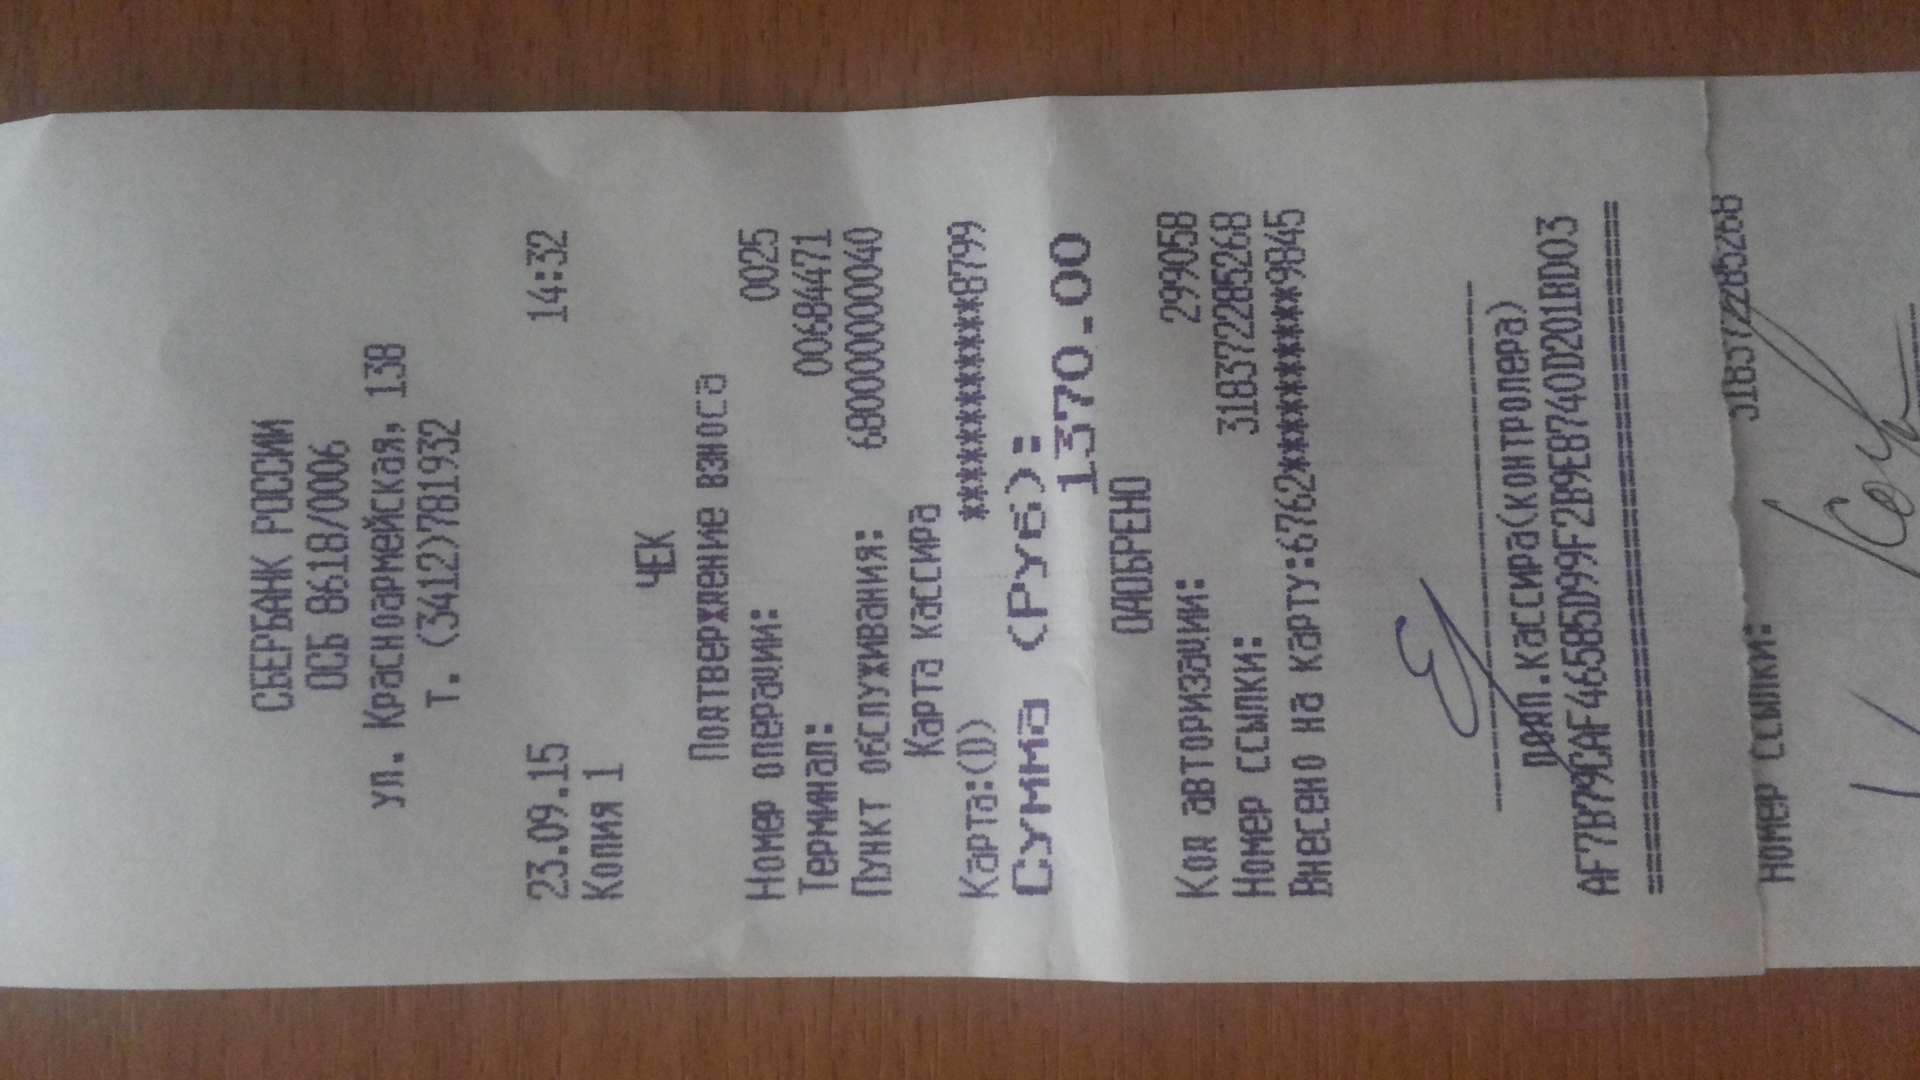 СБЕРБАНК РОССИИ
ОСБ 8618/0006
ул. Красноармейская, 138
т. (3412)781932
23.09.15 14:32
Копия 1
ЧЕК
Подтверждение взноса
Номер операции: 0025
Терминал: 00684471
Пункт обслуживания: 680000000040
Карта кассира
Карта:(D) ************8799
Сумма (Руб):
1370.00
ОДОБРЕНО
Код авторизации: 299058
Номер ссылки: 318372285268
Внесено на карту:6762**********9845
подп.кассира(контролера)
AF7B79CAF465B5D99F2B9E8740D201BD03
====================================
Номер ссылки: 318372285268